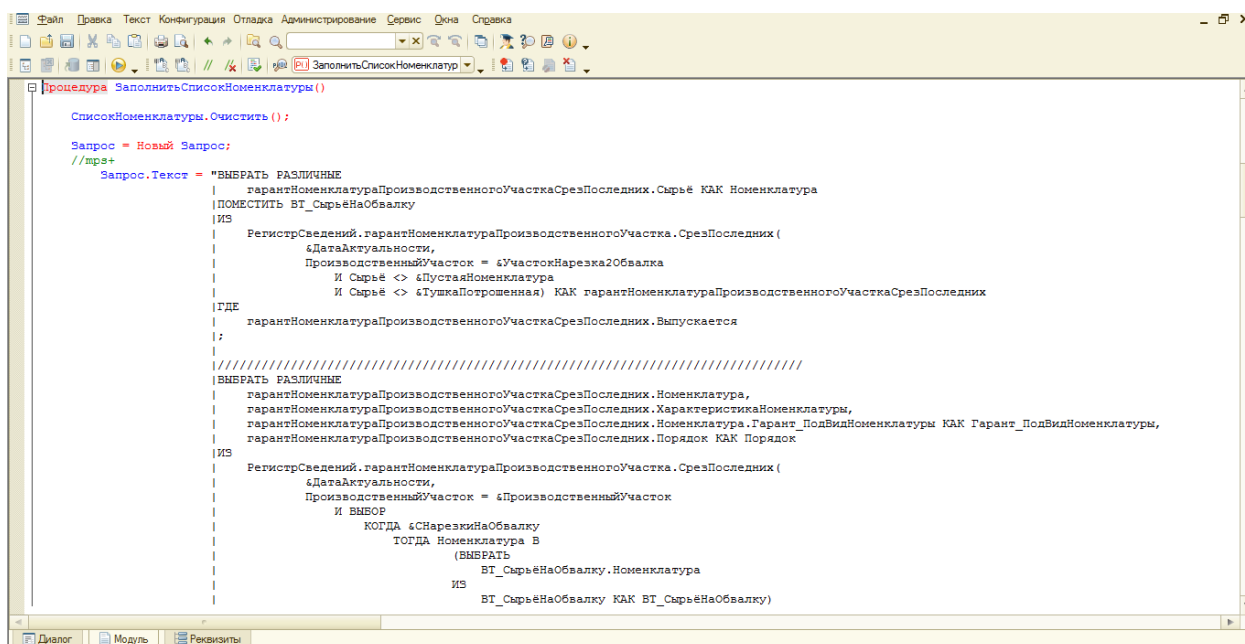 Файл Правка Текст Конфигурация Отладка Администрирование Сервис Окна Справка
ЗаполнитьСписокНоменклатур
Процедура ЗаполнитьСписокНоменклатуры()
СписокНоменклатуры.Очистить();
Запрос = Новый Запрос;
//mps+
Запрос.Текст = "ВЫБРАТЬ РАЗЛИЧНЫЕ
| гарантНоменклатураПроизводственногоУчасткаСрезПоследних.Сырьё КАК Номенклатура
|ПОМЕСТИТЬ ВТ_СырьёНаОбвалку
|ИЗ
| РегистрСведений.гарантНоменклатураПроизводственногоУчастка.СрезПоследних(
| &ДатаАктуальности,
| ПроизводственныйУчасток = &УчастокНарезка2Обвалка
| И Сырьё <> &ПустаяНоменклатура
| И Сырьё <> &ТушкаПотрошенная) КАК гарантНоменклатураПроизводственногоУчасткаСрезПоследних
|ГДЕ
| гарантНоменклатураПроизводственногоУчасткаСрезПоследних.Выпускается
|;
|
|////////////////////////////////////////////////////////////////////////////////
|ВЫБРАТЬ РАЗЛИЧНЫЕ
| гарантНоменклатураПроизводственногоУчасткаСрезПоследних.Номенклатура,
| гарантНоменклатураПроизводственногоУчасткаСрезПоследних.ХарактеристикаНоменклатуры,
| гарантНоменклатураПроизводственногоУчасткаСрезПоследних.Номенклатура.Гарант_ПодВидНоменклатуры КАК Гарант_ПодВидНоменклатуры,
| гарантНоменклатураПроизводственногоУчасткаСрезПоследних.Порядок КАК Порядок
|ИЗ
| РегистрСведений.гарантНоменклатураПроизводственногоУчастка.СрезПоследних(
| &ДатаАктуальности,
| ПроизводственныйУчасток = &ПроизводственныйУчасток
| И ВЫБОР
| КОГДА &СНарезкиНаОбвалку
| ТОГДА Номенклатура В
| (ВЫБРАТЬ
| ВТ_СырьёНаОбвалку.Номенклатура
| ИЗ
| ВТ_СырьёНаОбвалку КАК ВТ_СырьёНаОбвалку)
Диалог Модуль Реквизиты